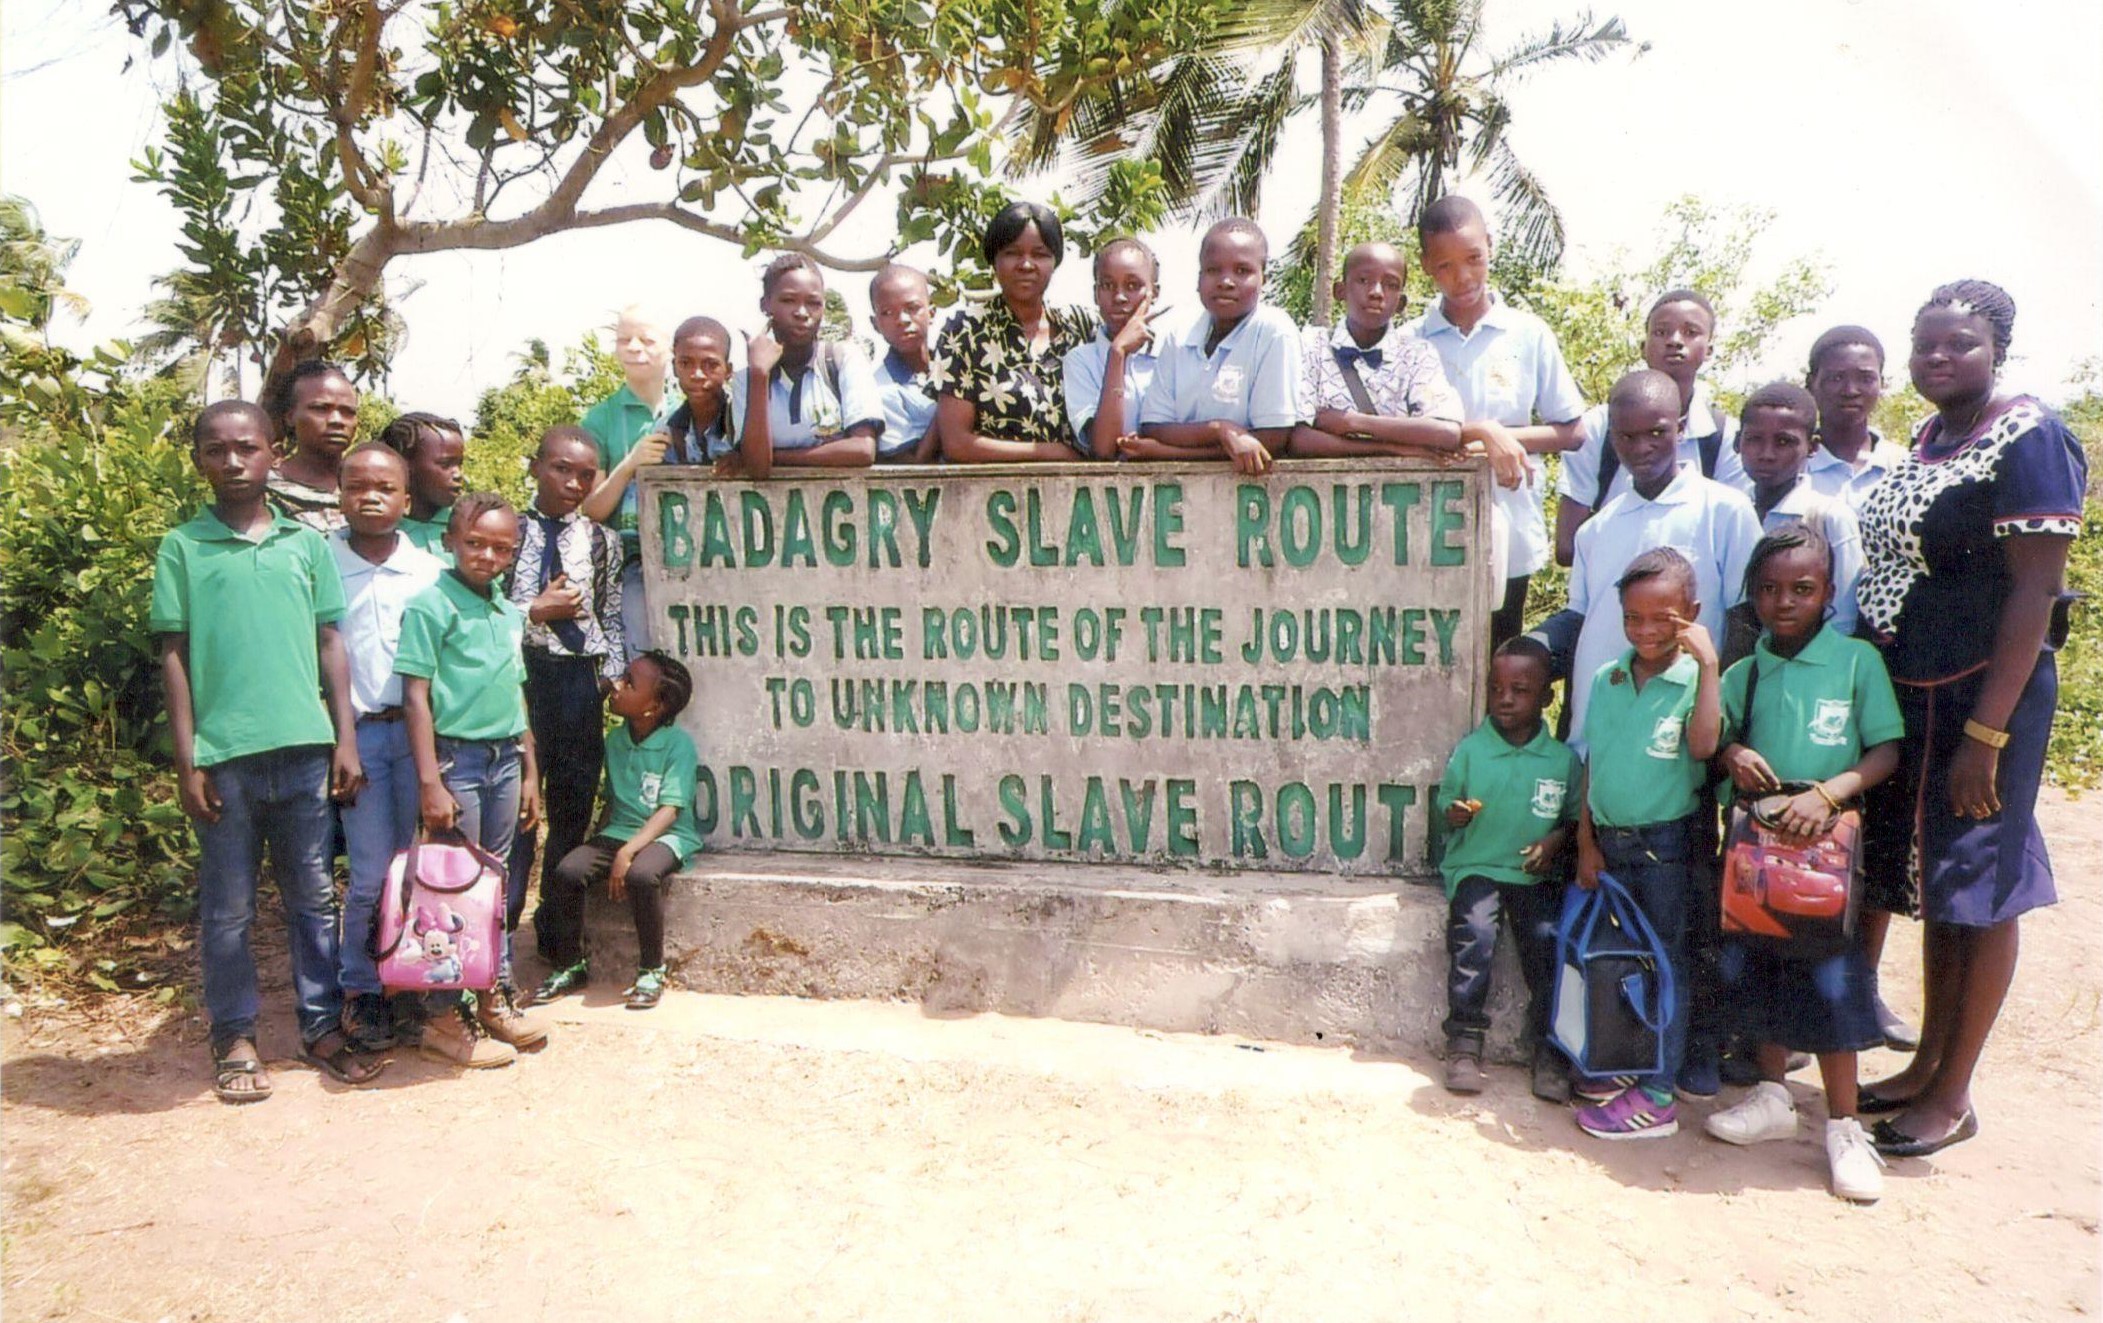 BADAGRY SLAVE ROUTE
THIS IS THE ROUTE OF THE JOURNEY
TO UNKNOWN DESTINATION
ORIGINAL SLAVE ROUTE